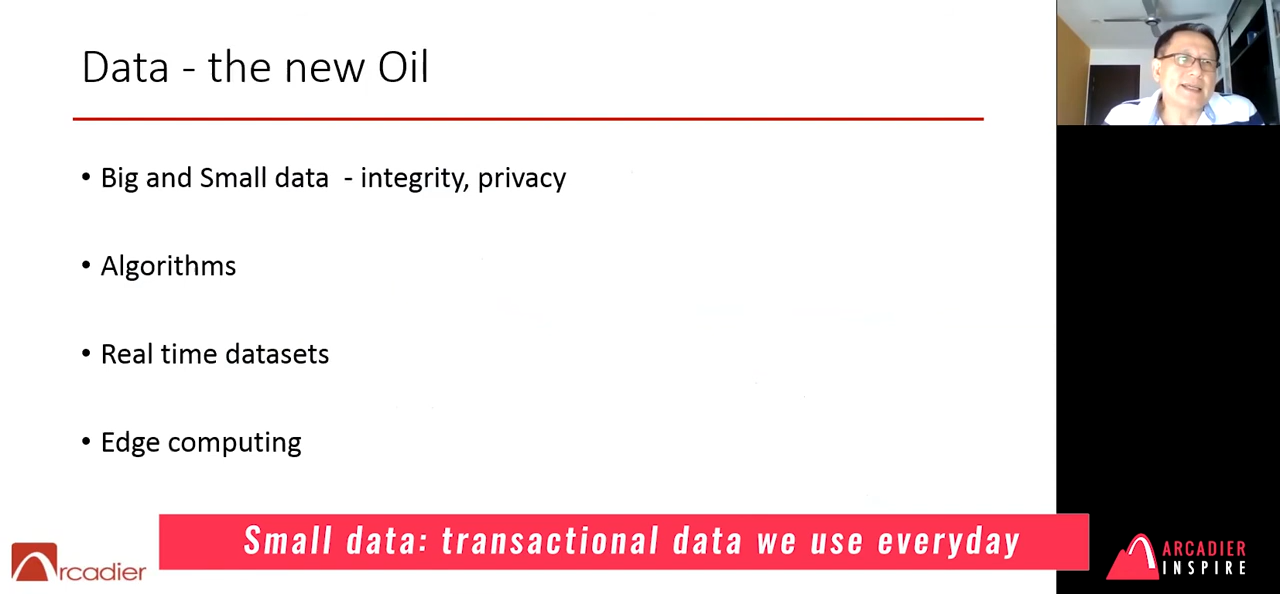 Data - the new Oil
• Big and Small data - integrity, privacy
• Algorithms
• Real time datasets
• Edge computing
Small data: transactional data we use everyday
rcadier
ARCADIER
INSPIRE